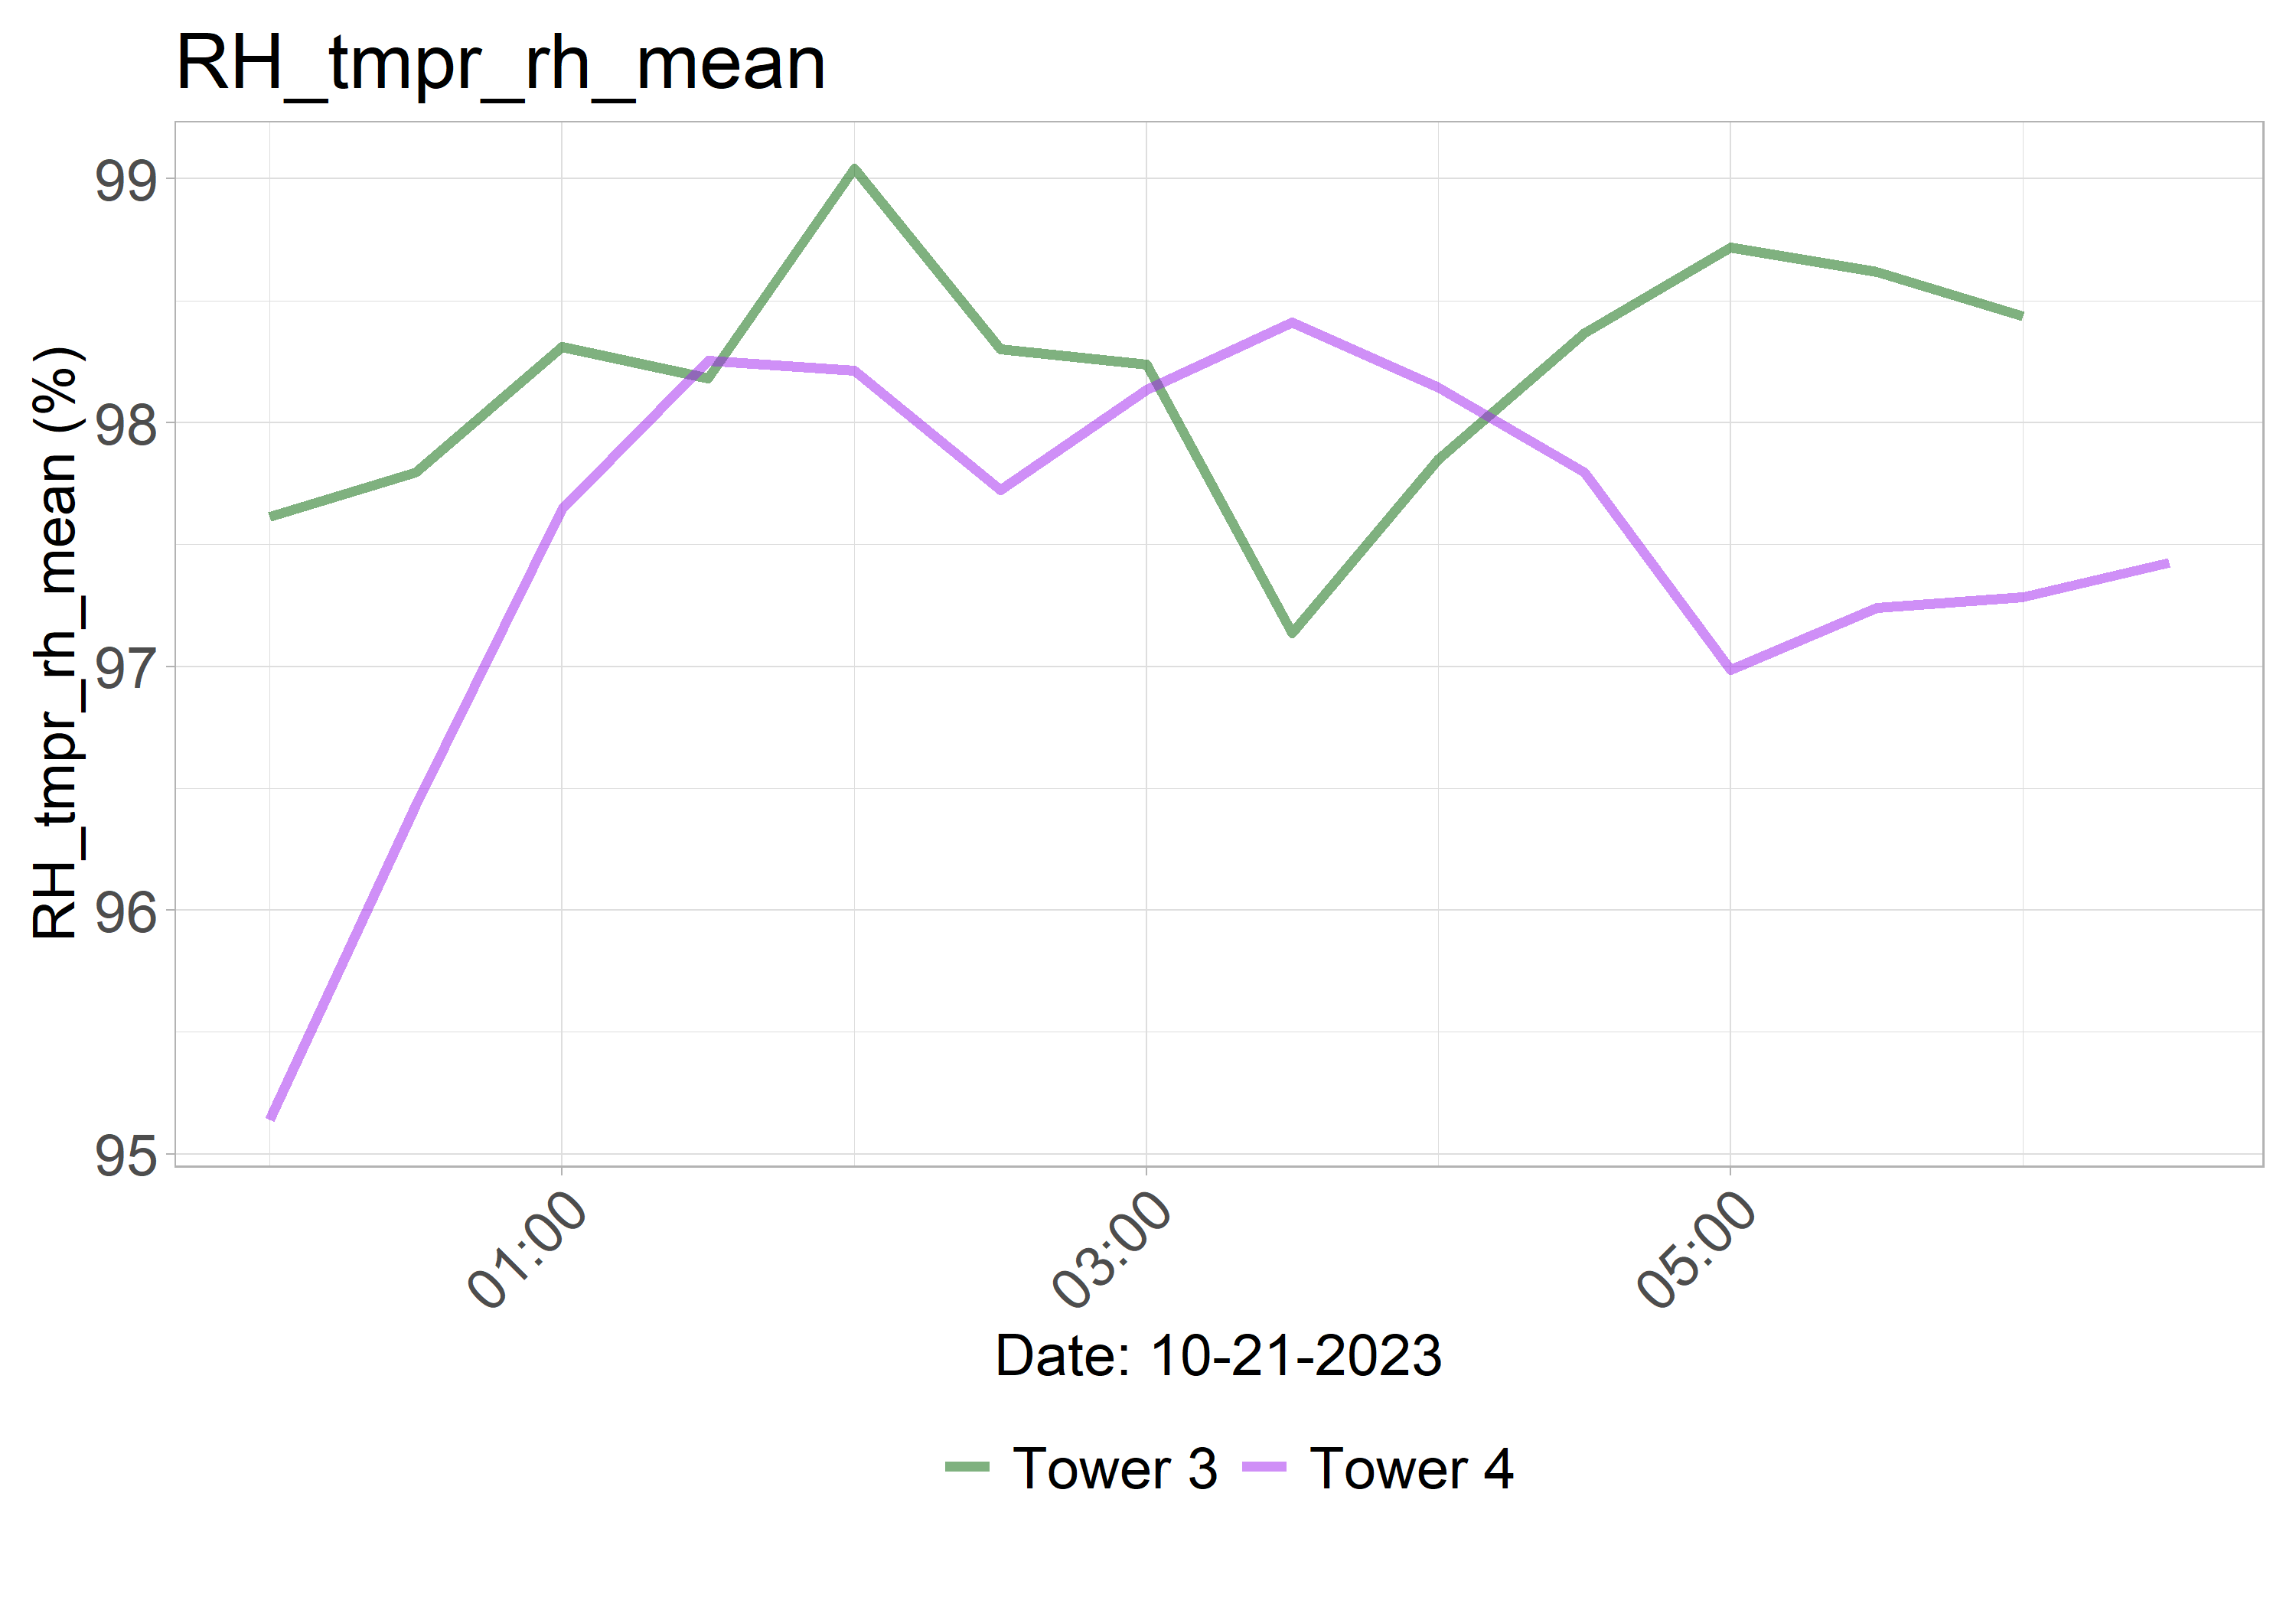 RH_tmpr_rh_mean
RH_tmpr_rh_mean (%)
99
98
97
96
95
01:00
03:00
05:00
Date: 10-21-2023
Tower 3
Tower 4